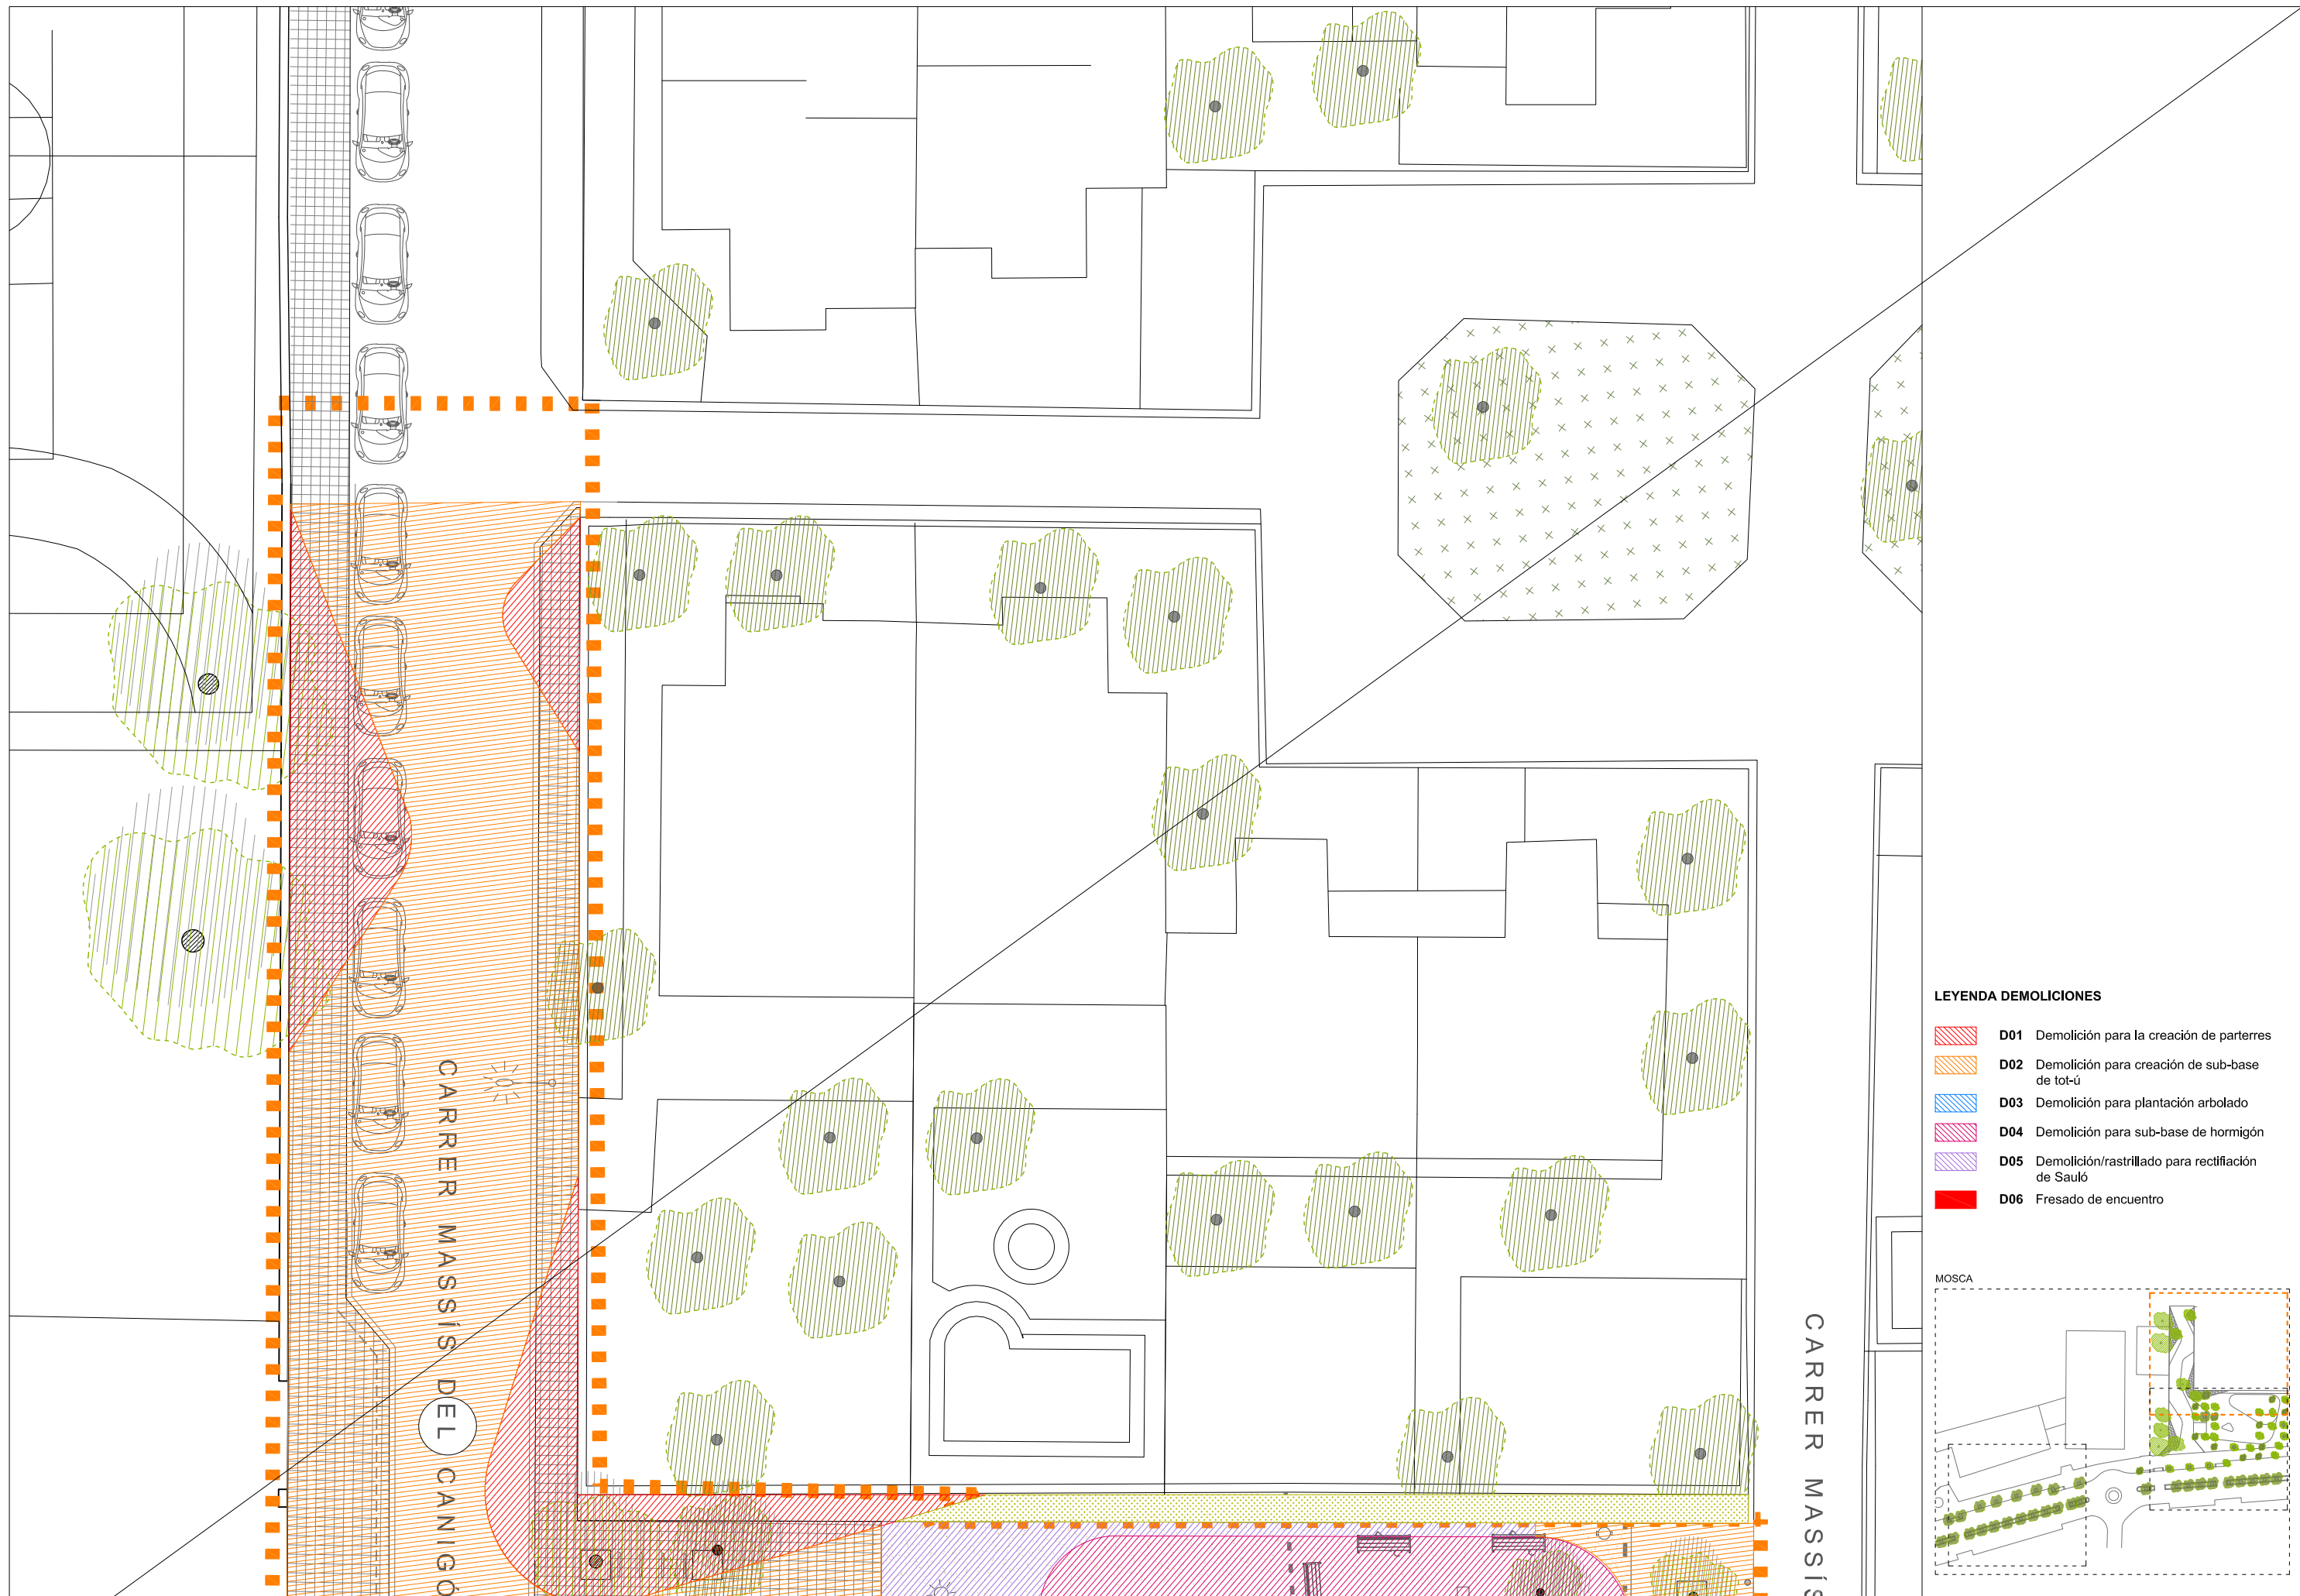 CARRER MASSÍS DEL CANIGÓ
CARRER MASSÍS
LEYENDA DEMOLICIONES
D01 Demolición para la creación de parterres
D02 Demolición para creación de sub-base
de tot-ú
D03 Demolición para plantación arbolado
D04 Demolición para sub-base de hormigón
D05 Demolición/rastrillado para rectifiación
de Sauló
D06 Fresado de encuentro
MOSCA